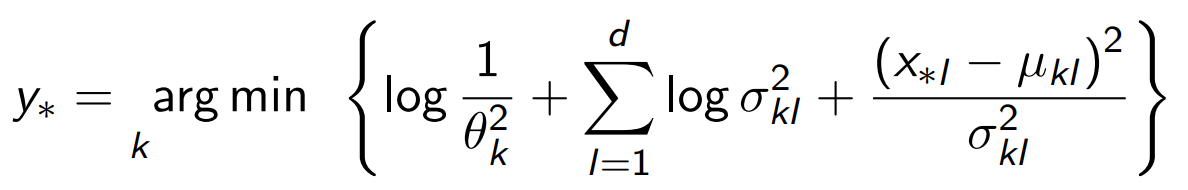 y_* = arg min_k { log 1/θ_k^2 + ∑_{l=1}^{d} log σ_{kl}^2 + (x_{*l} − μ_{kl})^2/σ_{kl}^2 }